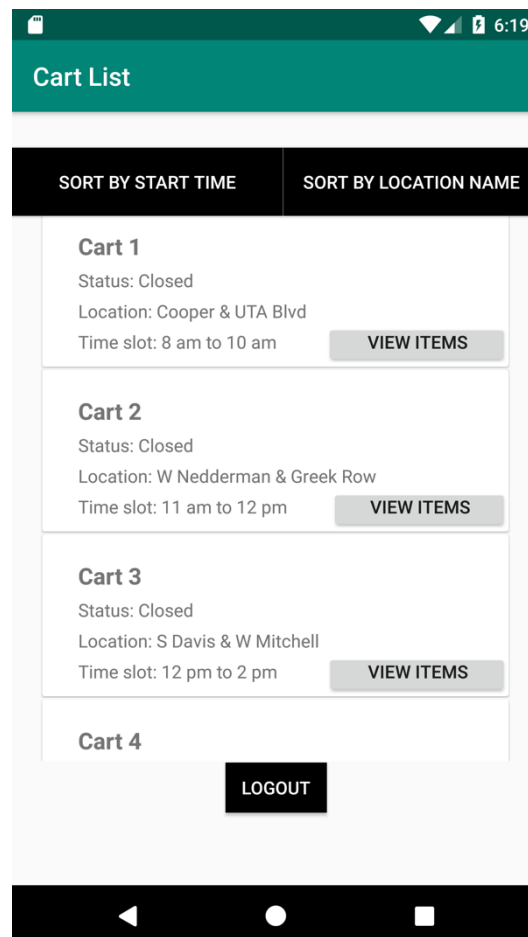 6:19
Cart List
SORT BY START TIME
SORT BY LOCATION NAME
Cart 1
Status: Closed
Location: Cooper & UTA Blvd
Time slot: 8 am to 10 am
VIEW ITEMS
Cart 2
Status: Closed
Location: W Nedderman & Greek Row
Time slot: 11 am to 12 pm
VIEW ITEMS
Cart 3
Status: Closed
Location: S Davis & W Mitchell
Time slot: 12 pm to 2 pm
VIEW ITEMS
Cart 4
LOGOUT